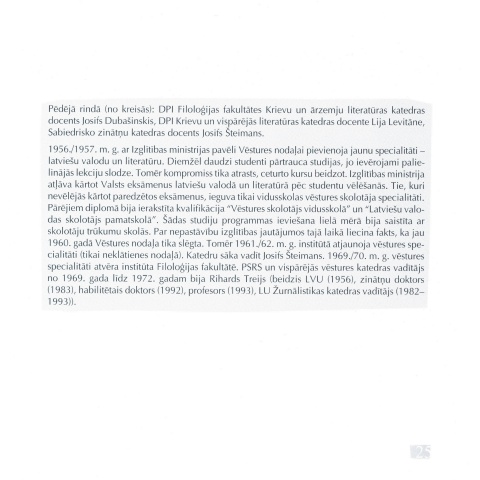 Pēdējā rindā (no kreisās): DPI Filoloģijas fakultātes Krievu un ārzemju literatūras katedras
docents Josifs Dubašinskis, DPI Krievu un vispārējās literatūras katedras docente Lija Levitāne,
Sabiedrisko zinātņu katedras docents Josifs Šteimans.
1956./1957. m. g. ar Izglītības ministrijas pavēli Vēstures nodaļai pievienoja jaunu specialitāti –
latviešu valodu un literatūru. Diemžēl daudzi studenti pārtrauca studijas, jo ievērojami palie-
linājās lekciju slodze. Tomēr kompromiss tika atrasts, ceturto kursu beidzot. Izglītības ministrija
atļāva kārtot Valsts eksāmenus latviešu valodā un literatūrā pēc studentu vēlēšanās. Tie, kuri
nevēlējās kārtot paredzētos eksāmenus, ieguva tikai vidusskolas vēstures skolotāja specialitāti.
Pārējiem diplomā bija ierakstīta kvalifikācija "Vēstures skolotājs vidusskolā" un "Latviešu valo-
das skolotājs pamatskolā". Šādas studiju programmas ieviešana lielā mērā bija saistīta ar
skolotāju trūkumu skolās. Par nepastāvību izglītības jautājumos tajā laikā liecina fakts, ka jau
1960. gadā Vēstures nodaļa tika slēgta. Tomēr 1961./62. m. g. institūtā atjaunoja vēstures spe-
cialitāti (tikai neklātienes nodaļā). Katedru sāka vadīt Josifs Šteimans. 1969./70. m. g. vēstures
specialitāti atvēra institūta Filoloģijas fakultātē. PSRS un vispārējās vēstures katedras vadītājs
no 1969. gada līdz 1972. gadam bija Rihards Treijs (beidzis LVU (1956), zinātņu doktors
(1983), habilitētais doktors (1992), profesors (1993), LU Žurnālistikas katedras vadītājs (1982–
1993)).
25